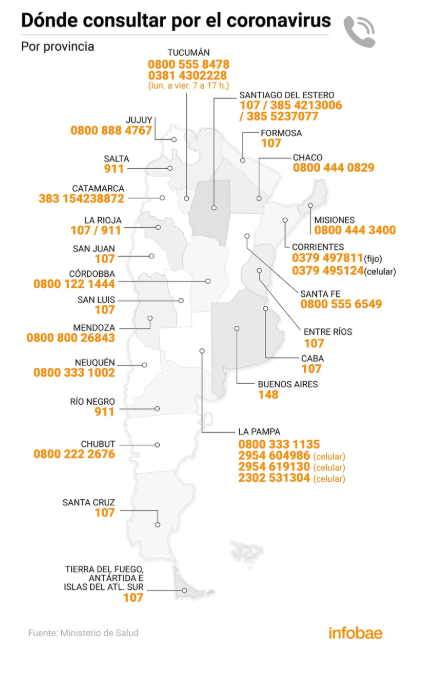 Dónde consultar por el coronavirus
Por provincia
TUCUMÁN
0800 555 8478
0381 4302228
(lun. a vier. 7 a 17 h.)
SANTIAGO DEL ESTERO
107 / 385 4213006
/ 385 5237077
JUJUY
0800 888 4767
FORMOSA
107
SALTA
911
CHACO
0800 444 0829
CATAMARCA
383 154238872
LA RIOJA
107 / 911
MISIONES
0800 444 3400
SAN JUAN
107
CORRIENTES
0379 497811(fijo)
0379 495124(celular)
CÓRDOBBA
0800 122 1444
SANTA FE
0800 555 6549
SAN LUIS
107
MENDOZA
0800 800 26843
ENTRE RÍOS
107
NEUQUÉN
0800 333 1002
CABA
107
BUENOS AIRES
148
RÍO NEGRO
911
LA PAMPA
0800 333 1135
2954 604986 (celular)
2954 619130 (celular)
2302 531304 (celular)
CHUBUT
0800 222 2676
SANTA CRUZ
107
TIERRA DEL FUEGO,
ANTÁRTIDA E
ISLAS DEL ATL. SUR
107
Fuente: Ministerio de Salud
infobae